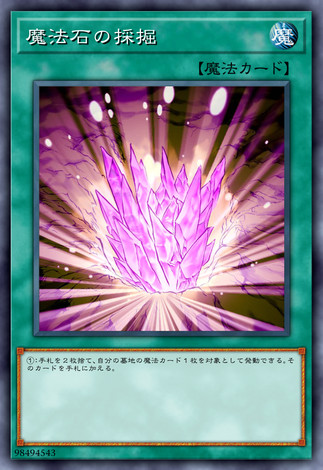 魔法石の採掘
魔
【魔法カード】
①:手札を2枚捨て、自分の墓地の魔法カード1枚を対象として発動できる。そ
のカードを手札に加える。
98494543